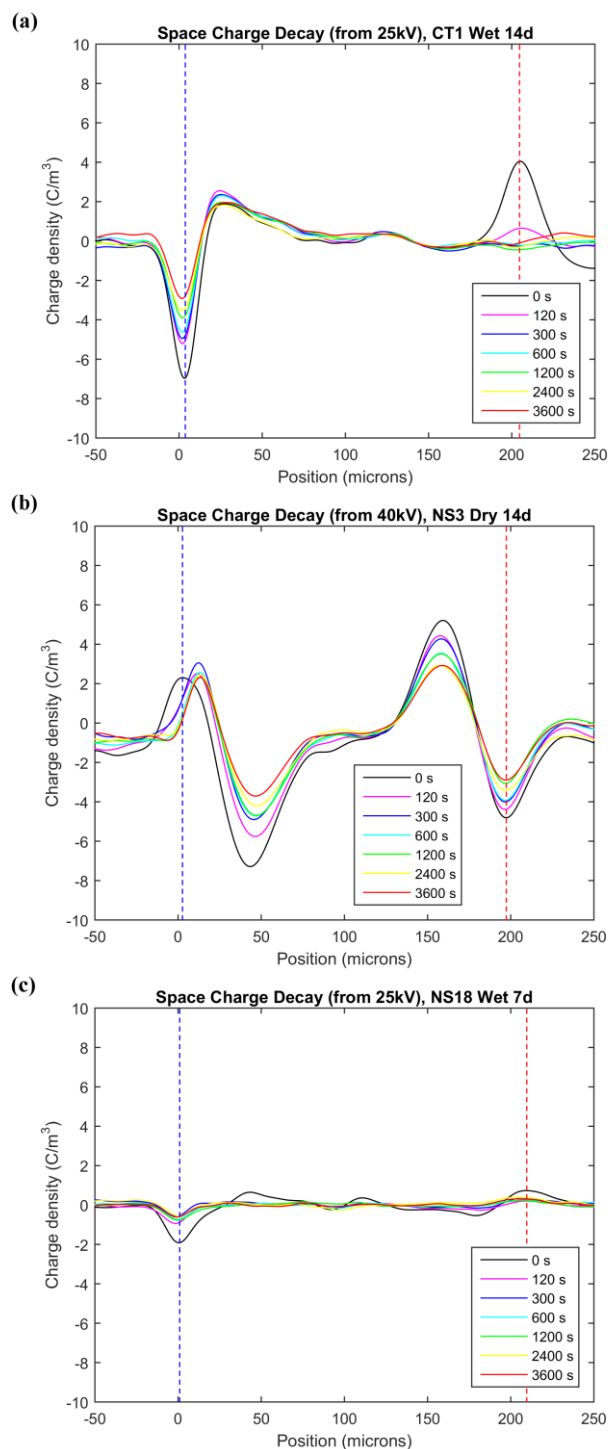 (a)
Space Charge Decay (from 25kV), CT1 Wet 14d
Charge density (C/m³)
10
8
6
4
2
0
-2
-4
-6
-8
-10
0 s
120 s
300 s
600 s
1200 s
2400 s
3600 s
-50 0 50 100 150 200 250
Position (microns)
(b)
Space Charge Decay (from 40kV), NS3 Dry 14d
Charge density (C/m³)
10
8
6
4
2
0
-2
-4
-6
-8
-10
0 s
120 s
300 s
600 s
1200 s
2400 s
3600 s
-50 0 50 100 150 200 250
Position (microns)
(c)
Space Charge Decay (from 25kV), NS18 Wet 7d
Charge density (C/m³)
10
8
6
4
2
0
-2
-4
-6
-8
-10
0 s
120 s
300 s
600 s
1200 s
2400 s
3600 s
-50 0 50 100 150 200 250
Position (microns)